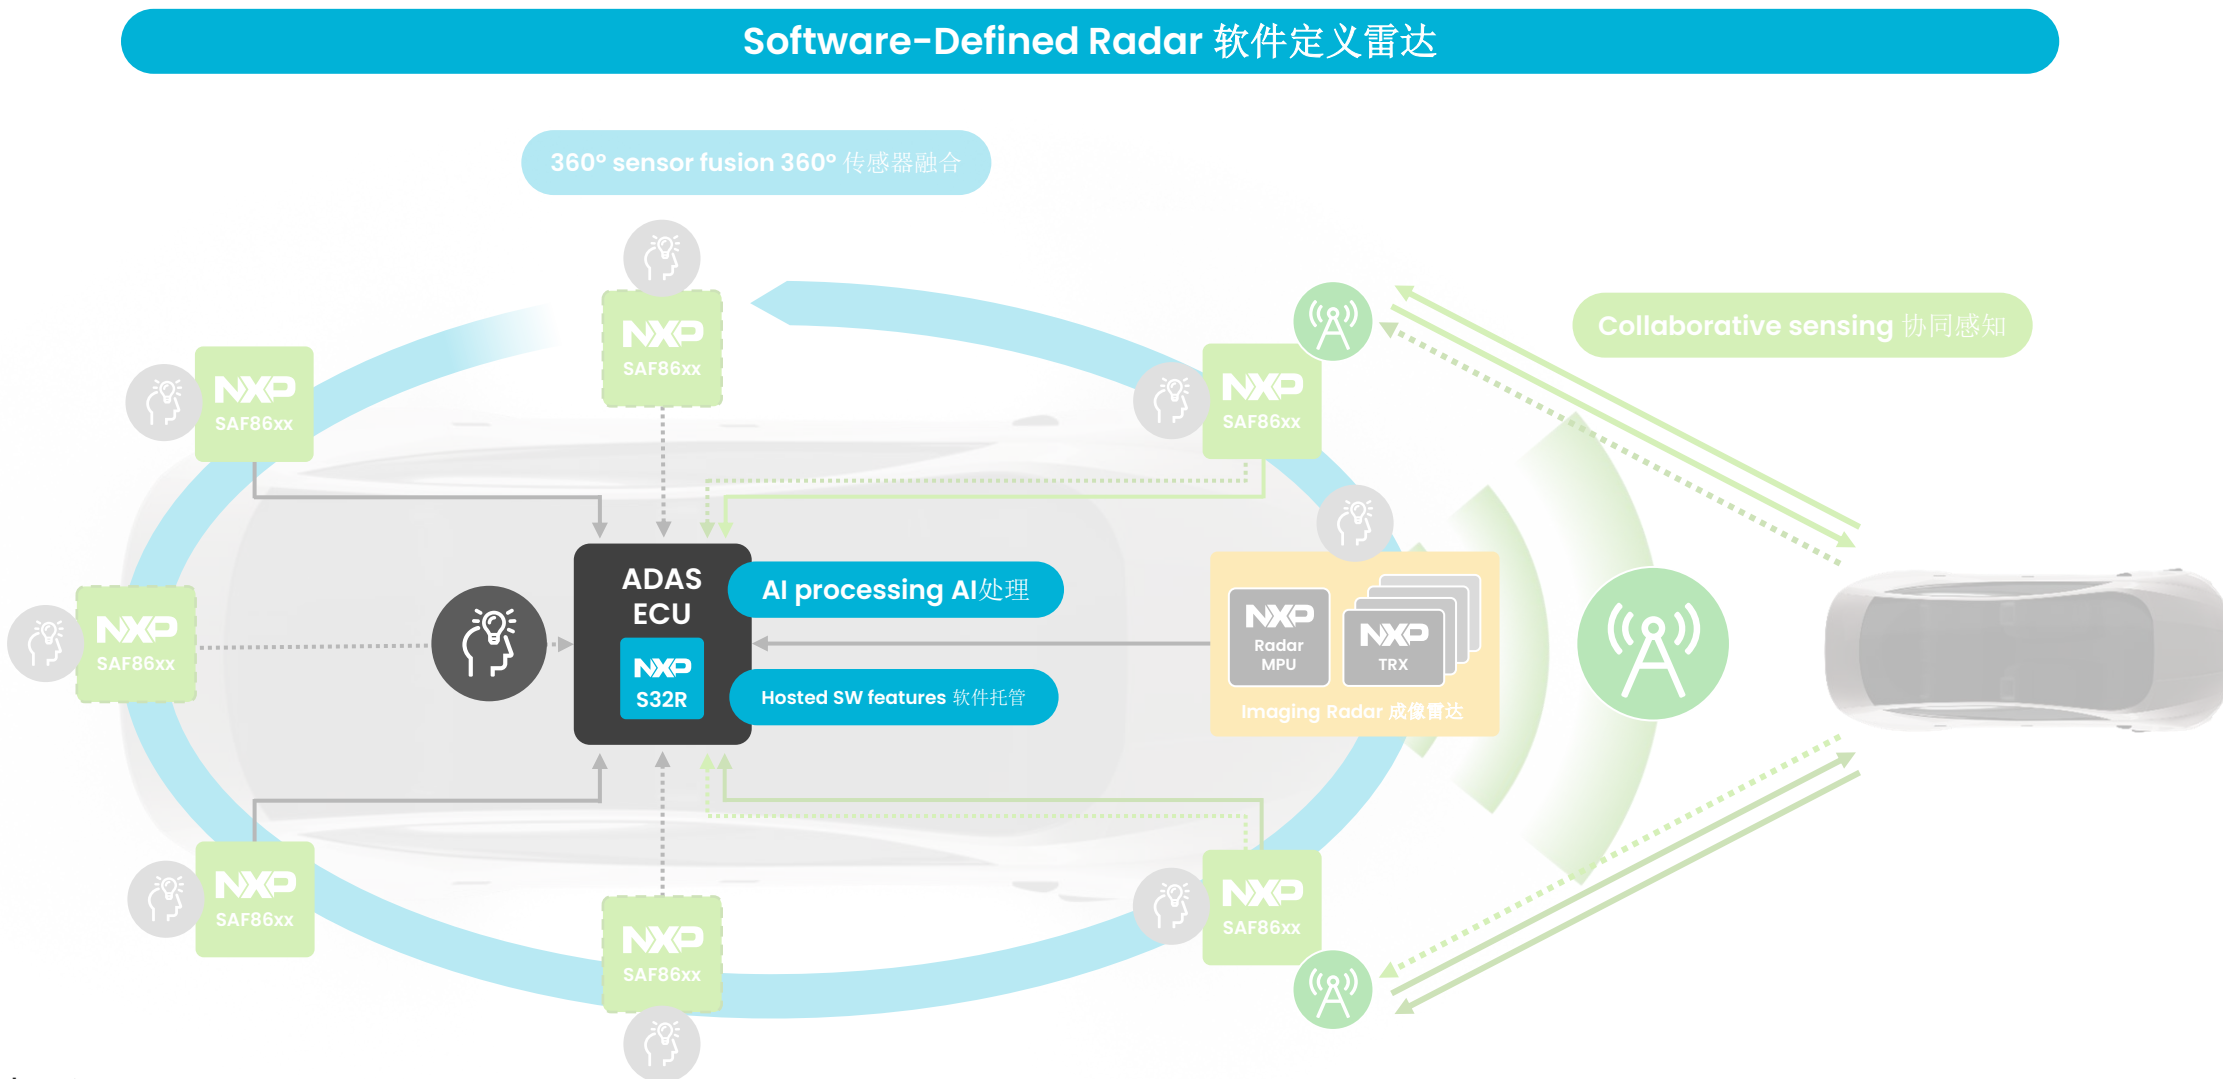 Software-Defined Radar 软件定义雷达
360° sensor fusion 360° 传感器融合
NXP
SAF86xx
Collaborative sensing 协同感知
NXP
SAF86xx
NXP
SAF86xx
ADAS
ECU
AI processing AI处理
NXP
S32R
Hosted SW features 软件托管
NXP
SAF86xx
NXP
Radar
MPU
NXP
TRX
Imaging Radar 成像雷达
NXP
SAF86xx
NXP
SAF86xx
NXP
SAF86xx